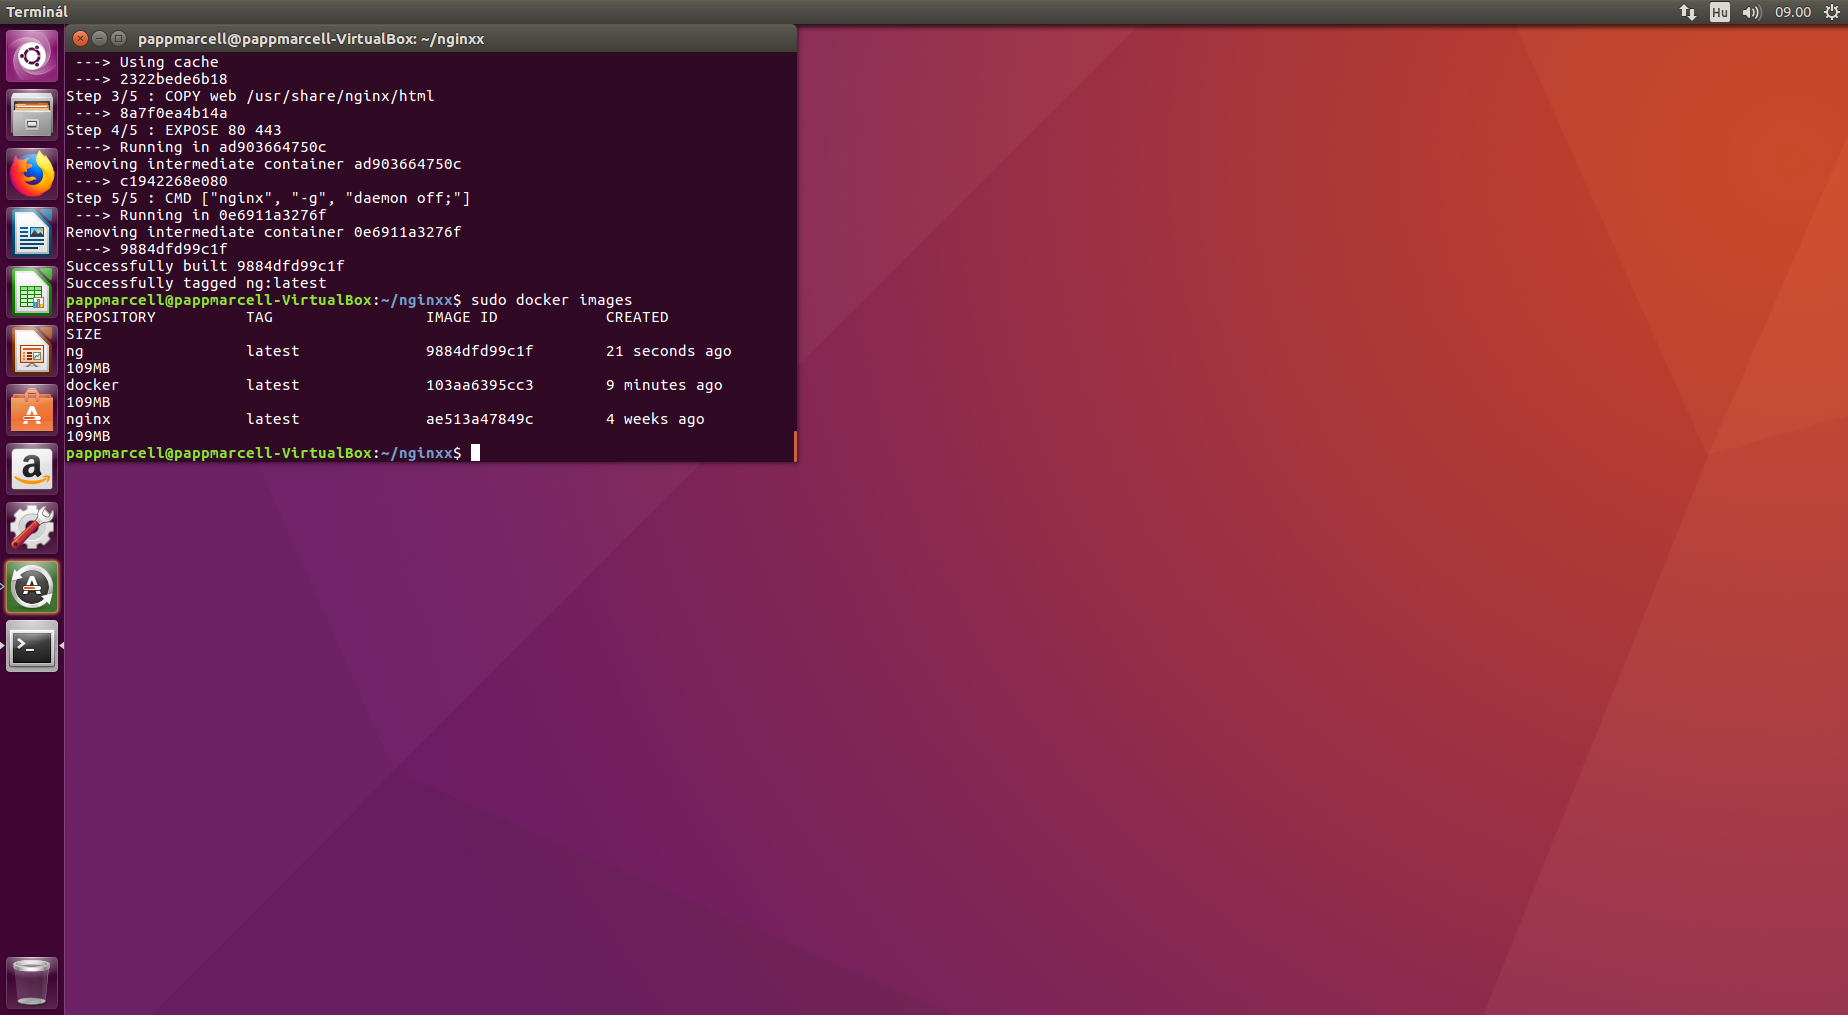 Terminál
Hu
09.00
pappmarcell@pappmarcell-VirtualBox: ~/nginxx
---> Using cache
---> 2322bede6b18
Step 3/5 : COPY web /usr/share/nginx/html
---> 8a7f0ea4b14a
Step 4/5 : EXPOSE 80 443
---> Running in ad903664750c
Removing intermediate container ad903664750c
---> c1942268e080
Step 5/5 : CMD ["nginx", "-g", "daemon off;"]
---> Running in 0e6911a3276f
Removing intermediate container 0e6911a3276f
---> 9884dfd99c1f
Successfully built 9884dfd99c1f
Successfully tagged ng:latest
pappmarcell@pappmarcell-VirtualBox:~/nginxx$ sudo docker images
REPOSITORY TAG IMAGE ID CREATED
SIZE
ng latest 9884dfd99c1f 21 seconds ago
109MB
docker latest 103aa6395cc3 9 minutes ago
109MB
nginx latest ae513a47849c 4 weeks ago
109MB
pappmarcell@pappmarcell-VirtualBox:~/nginxx$